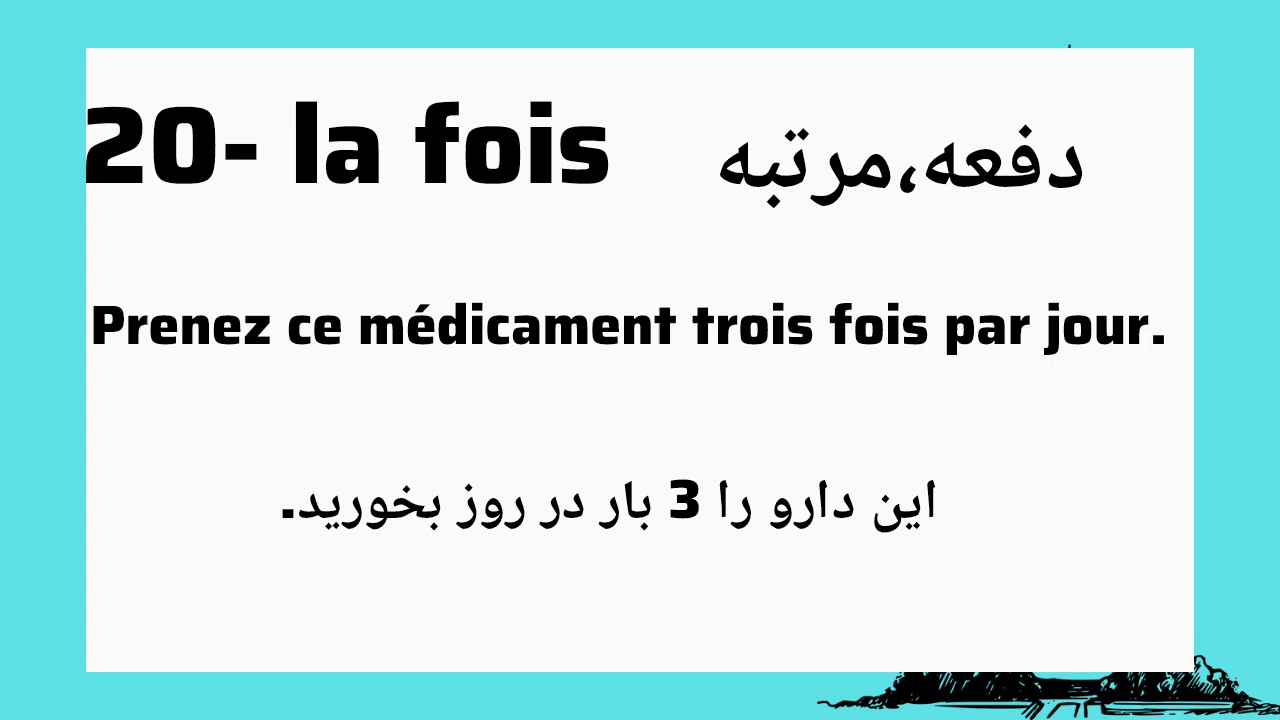 20- la fois دفعه،مرتبه
Prenez ce médicament trois fois par jour.
این دارو را 3 بار در روز بخورید.